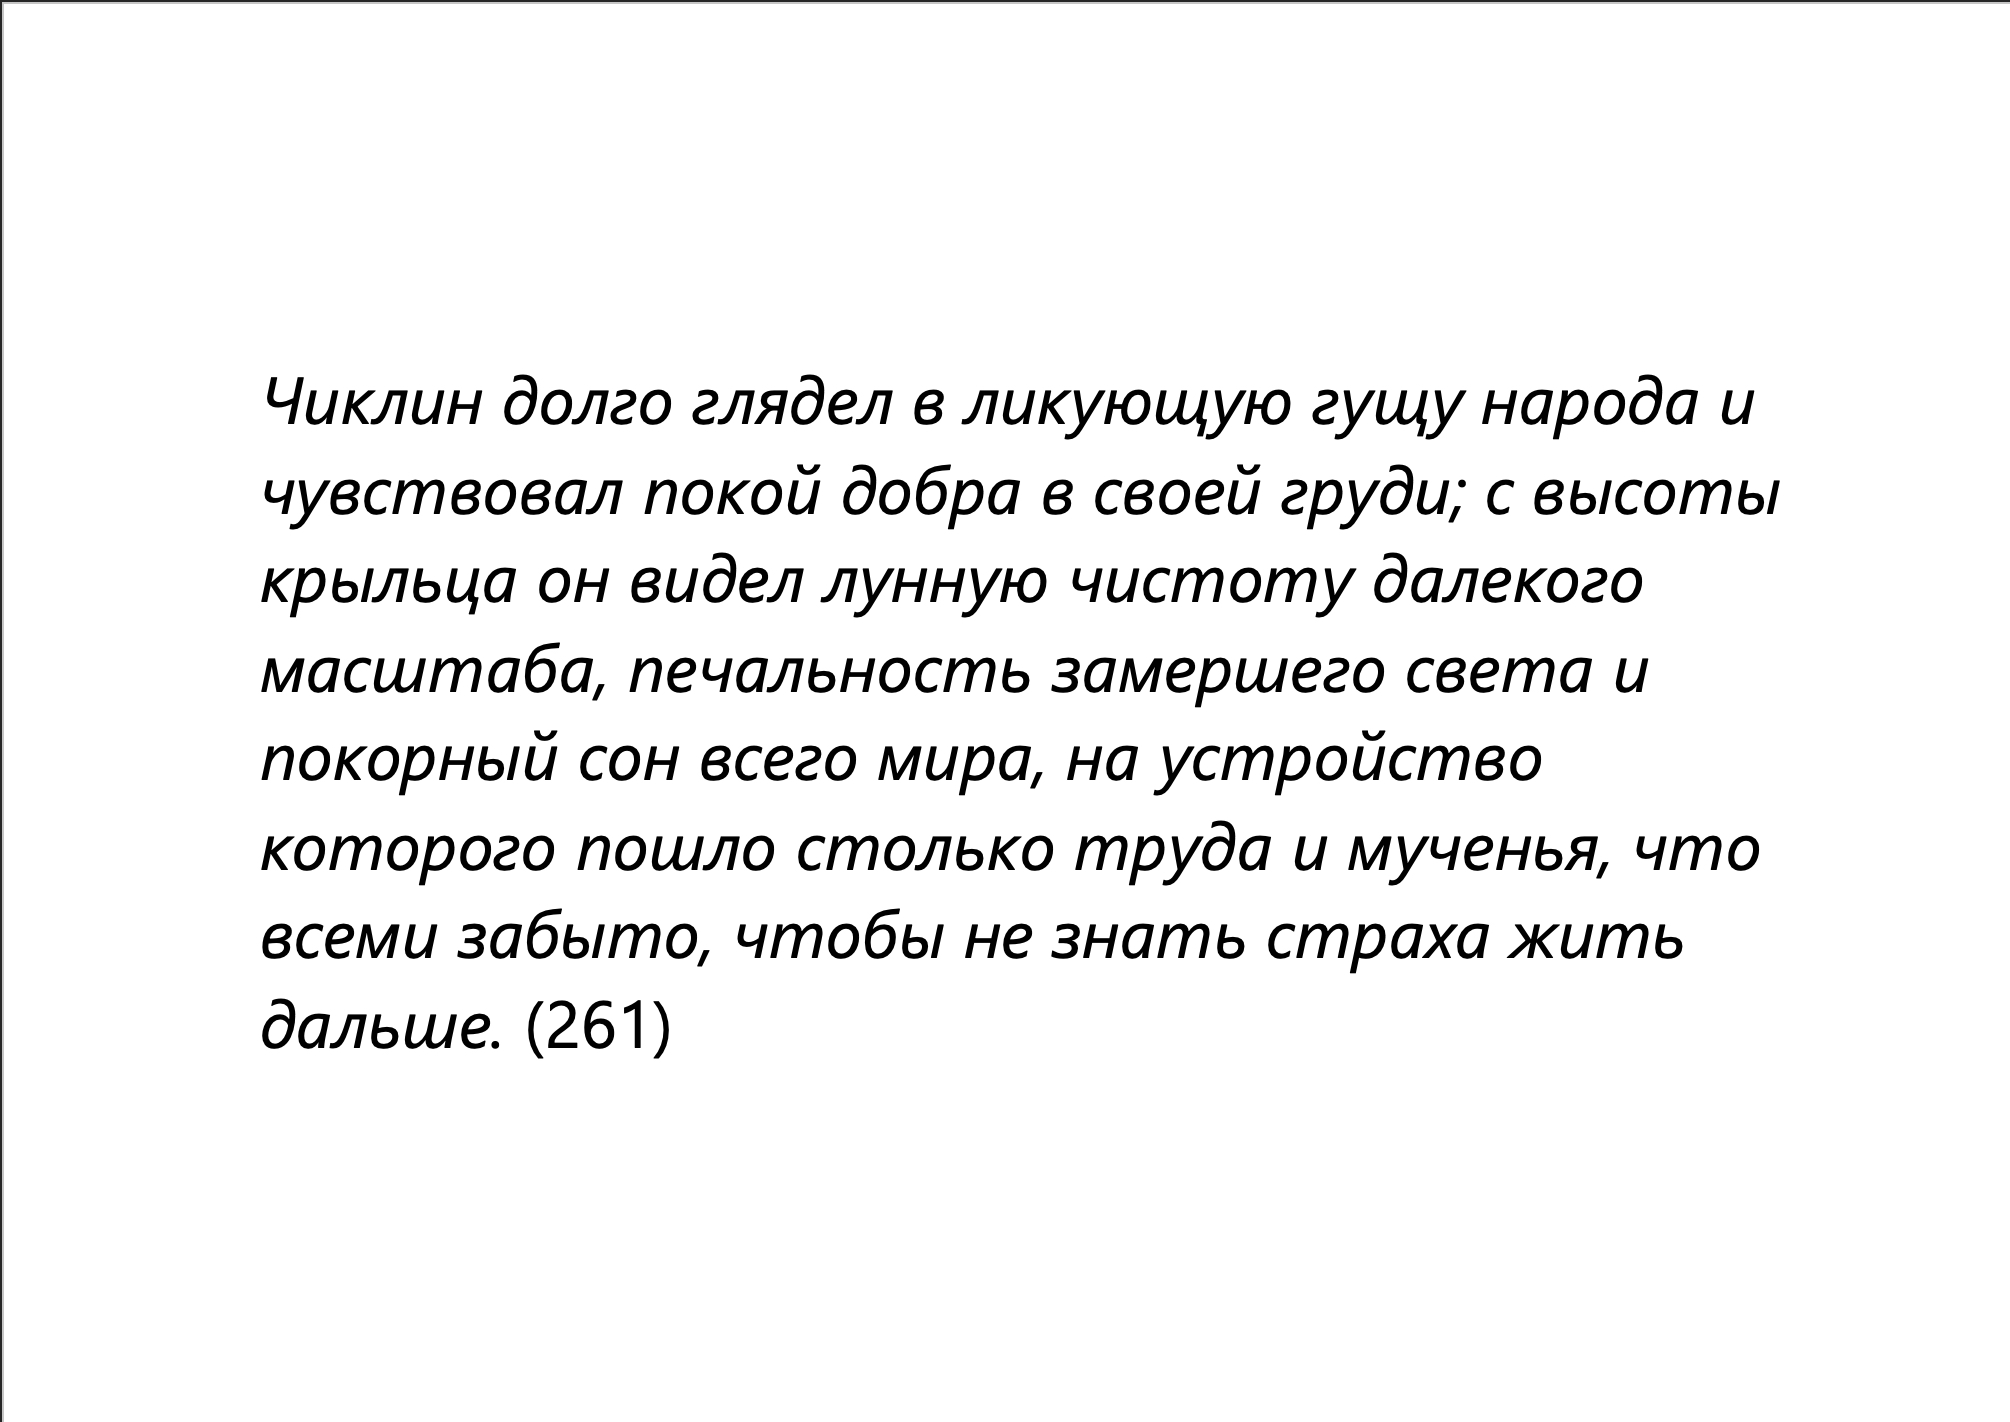 Чиклин долго глядел в ликующую гущу народа и
чувствовал покой добра в своей груди; с высоты
крыльца он видел лунную чистоту далекого
масштаба, печальность замершего света и
покорный сон всего мира, на устройство
которого пошло столько труда и мученья, что
всеми забыто, чтобы не знать страха жить
дальше. (261)